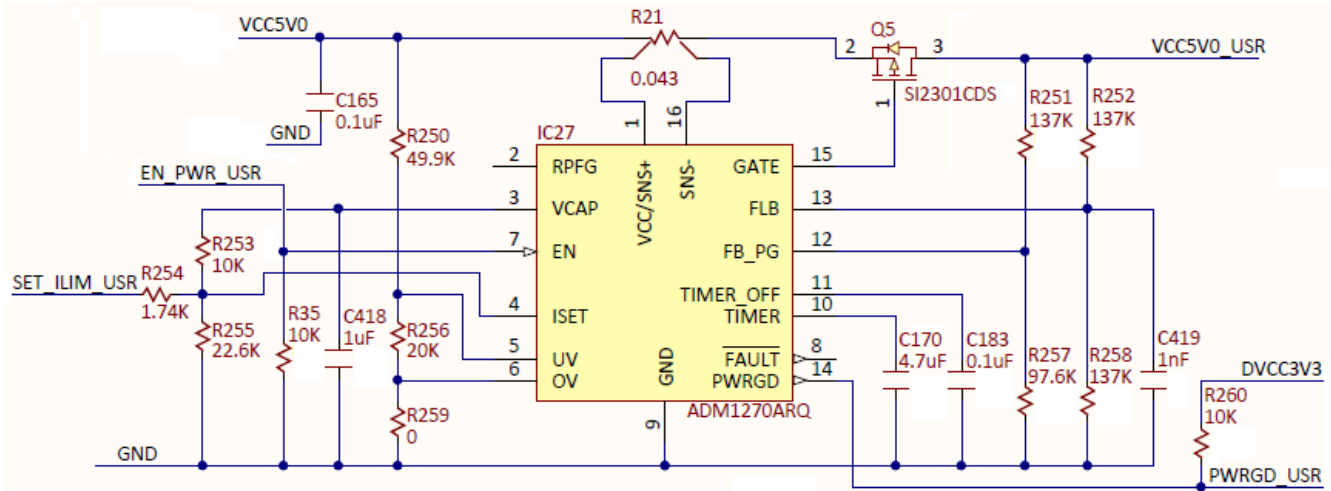 VCC5V0
R21
0.043
Q5
2
3
1
SI2301CDS
VCC5V0_USR
C165
0.1uF
GND
R250
49.9K
1
16
IC27
R251
137K
R252
137K
EN_PWR_USR
2
RPFG
VCC/SNS+
SNS-
GATE
15
3
VCAP
FLB
13
7
EN
FB_PG
12
R253
10K
SET_ILIM_USR
R254
1.74K
TIMER_OFF
11
TIMER
10
4
ISET
R255
22.6K
R35
10K
C418
1uF
R256
20K
5
UV
6
OV
GND
FAULT
8
PWRGD
14
C170
4.7uF
C183
0.1uF
R257
97.6K
R258
137K
C419
1nF
DVCC3V3
R259
0
9
ADM1270ARQ
R260
10K
GND
PWRGD_USR